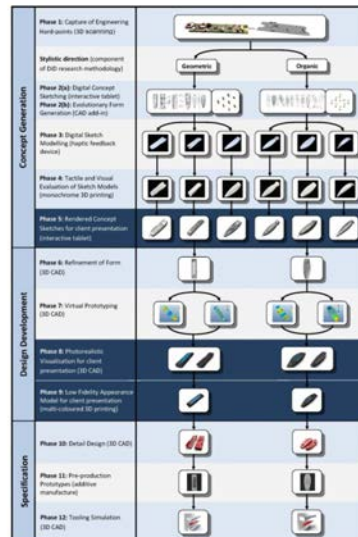 Concept Generation
Phase 1: Capture of Engineering
Hard-points (3D scanning)
Stylistic direction (component of
DiD research methodology)
Geometric
Organic
Phase 2(a): Digital Concept
Sketching (interactive tablet)
Phase 2(b): Evolutionary Form
Generation (CAD add-in)
Phase 3: Digital Sketch
Modelling (haptic feedback
device)
Phase 4: Tactile and Visual
Evaluation of Sketch Models
(monochrome 3D printing)
Phase 5: Rendered Concept
Sketches for client presentation
(interactive tablet)
Design Development
Phase 6: Refinement of Form
(3D CAD)
Phase 7: Virtual Prototyping
(3D CAD)
Phase 8: Photorealistic
Visualisation for client
presentation (3D CAD)
Phase 9: Low Fidelity Appearance
Model for client presentation
(multi-coloured 3D printing)
Specification
Phase 10: Detail Design (3D CAD)
Phase 11: Pre-production
Prototypes (additive
manufacture)
Phase 12: Tooling Simulation
(3D CAD)